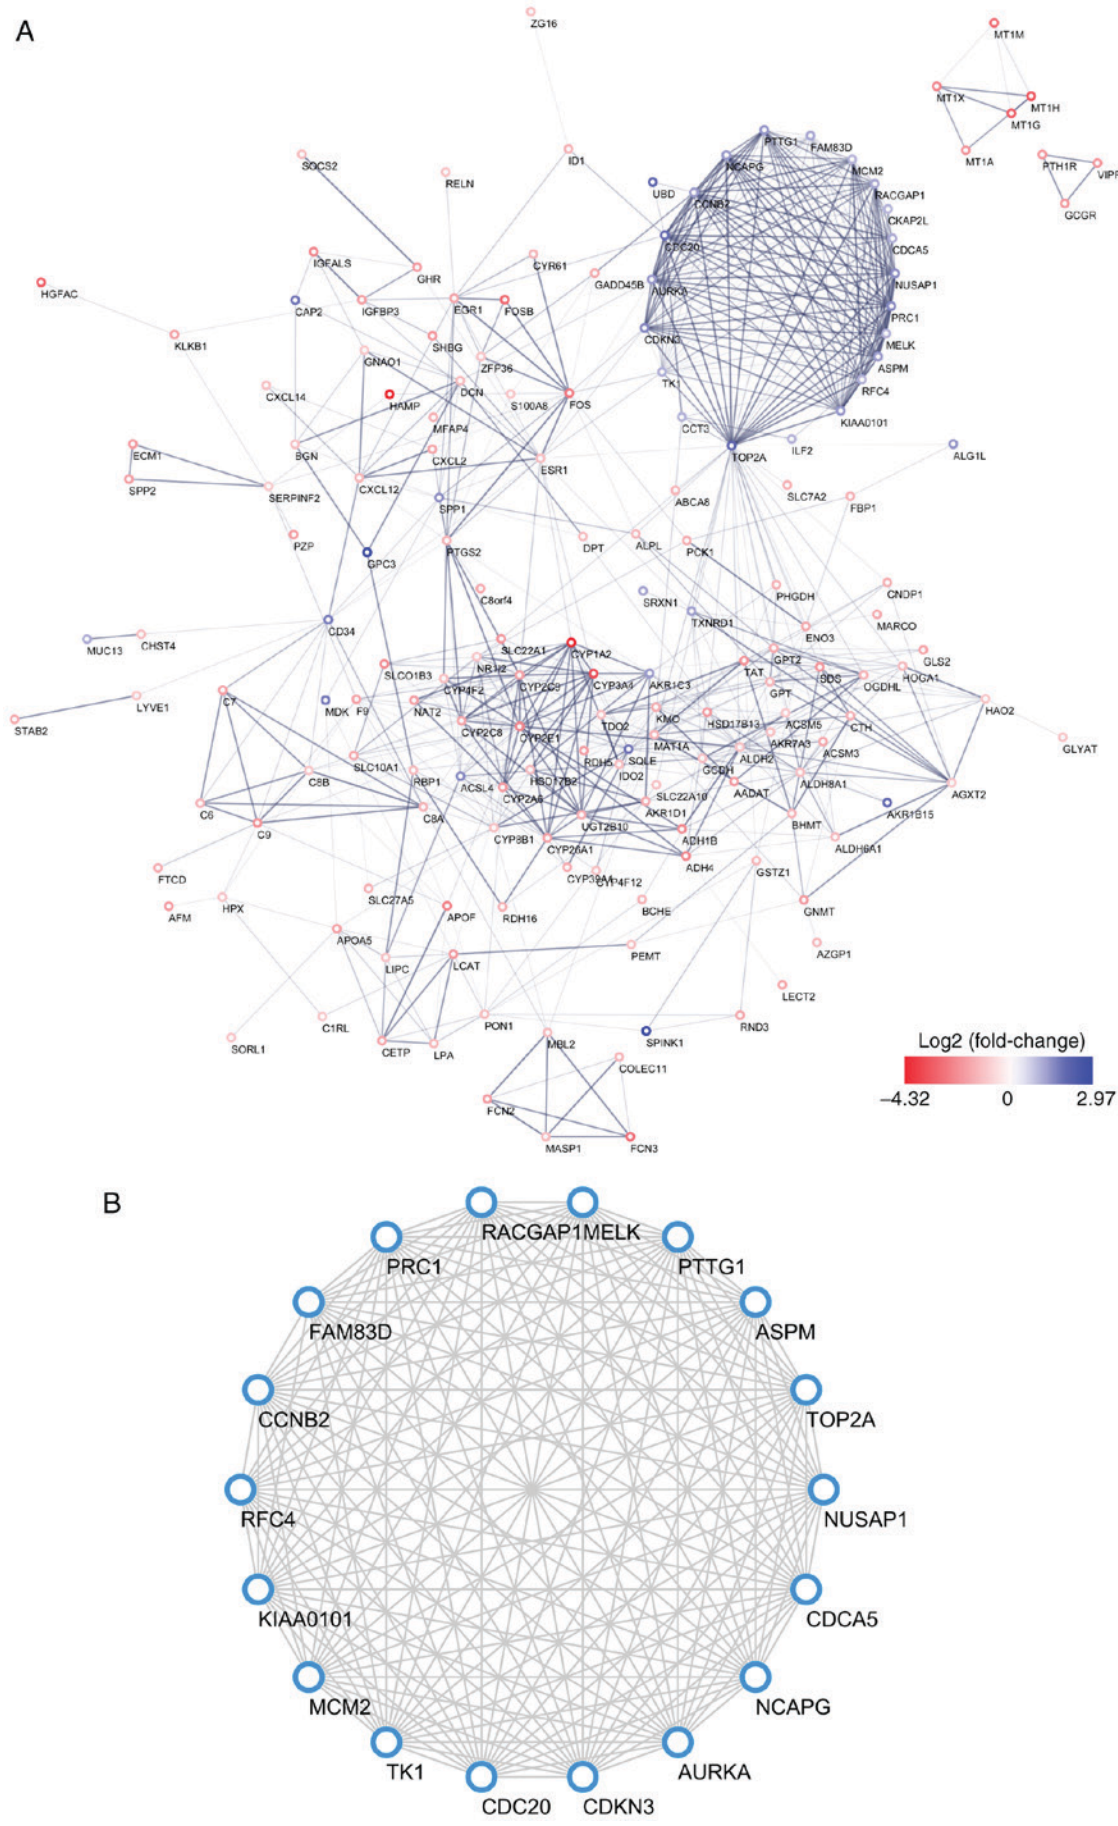 A
ZG16
MT1M
MT1X
MT1H
MT1G
MT1A
PTH1R
VIPR
GCGR
PTTG1
FAM83D
NCAPG
MCM2
RACGAP1
CCNB2
CKAP2L
UBD
CDC20
CDCA5
NUSAP1
AURKA
PRC1
CDKN3
MELK
ASPM
TK1
RFC4
CCT3
KIAA0101
ILF2
TOP2A
ALG1L
SOCS2
ID1
RELN
IGFALS
GHR
CYR61
GADD45B
HGFAC
CAP2
IGFBP3
EGR1
FOSB
KLKB1
SHBG
GNAO1
ZFP36
CXCL14
HAMP
DCN
S100A8
FOS
MFAP4
ECM1
BGN
CXCL2
ESR1
SPP2
SERPINF2
CXCL12
SPP1
ABCA8
SLC7A2
FBP1
PZP
GPC3
PTGS2
DPT
ALPL
PCK1
C8orf4
SRXN1
PHGDH
CNDP1
TXNRD1
MARCO
MUC13
CHST4
CD34
SLC22A1
CYP1A2
ENO3
GPT2
GLS2
SLCO1B3
NR1I2
CYP4F2
CYP2C9
CYP3A4
AKR1C3
TAT
SDS
OGDHL
HOGA1
GPT
STAB2
LYVE1
C7
MDK
F9
NAT2
CYP2C8
CYP2E1
TDO2
KMO
HSD17B13
ACSM5
CTH
HAO2
MAT1A
AKR7A3
GLYAT
C8B
SLC10A1
RBP1
ACSL4
HSD17B2
RDH5
SQLE
IDO2
GCDH
ALDH2
ACSM3
CYP2A6
SLC22A10
AADAT
ALDH8A1
AGXT2
C6
C9
C8A
AKR1D1
AKR1B15
CYP8B1
UGT2B10
ADH1B
BHMT
ALDH6A1
CYP26A1
ADH4
FTCD
CYP39A1
CYP4F12
GSTZ1
SLC27A5
AFM
HPX
APOF
RDH16
BCHE
GNMT
APOA5
LIPC
LCAT
PEMT
AZGP1
LECT2
SORL1
C1RL
PON1
CETP
LPA
MBL2
SPINK1
RND3
COLEC11
FCN2
MASP1
FCN3
Log2 (fold-change)
−4.32 0 2.97
B
RACGAP1 MELK
PRC1 PTTG1
FAM83D ASPM
CCNB2 TOP2A
RFC4 NUSAP1
KIAA0101 CDCA5
MCM2 NCAPG
TK1 AURKA
CDC20 CDKN3